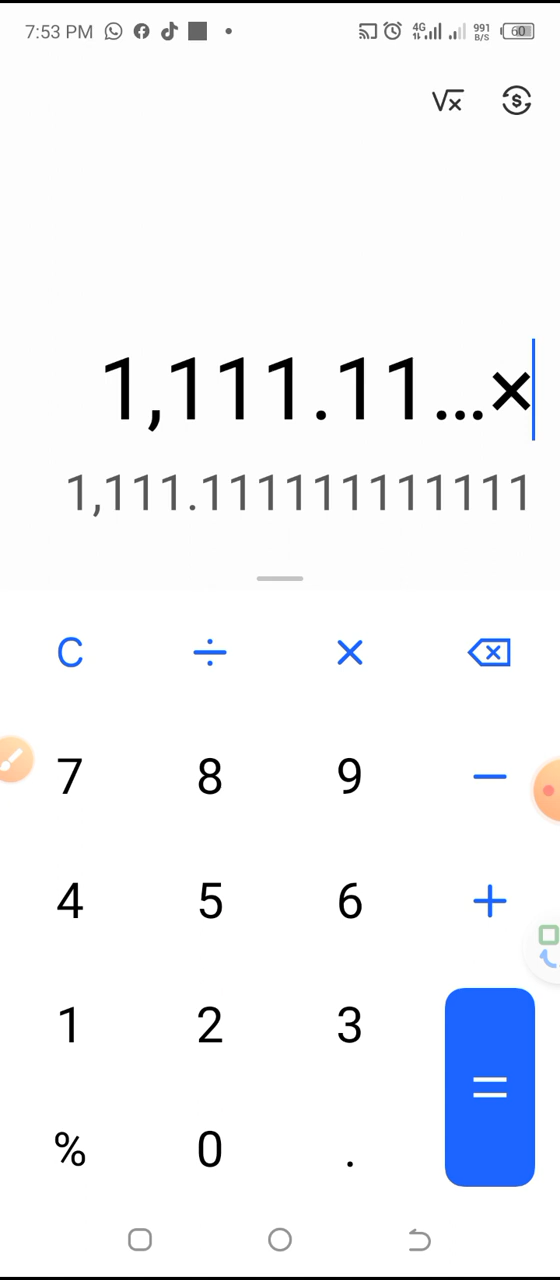 7:53 PM 4G 991 B/S 60
√x $
1,111.11...×
1,111.111111111111
C ÷ ×
7 8 9 −
4 5 6 +
1 2 3
% 0 . =